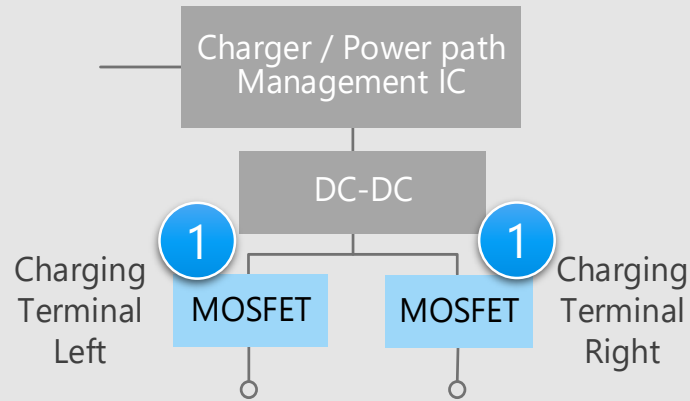 Charger / Power path
Management IC
DC-DC
1
1
Charging
Terminal
Left
MOSFET
MOSFET
Charging
Terminal
Right